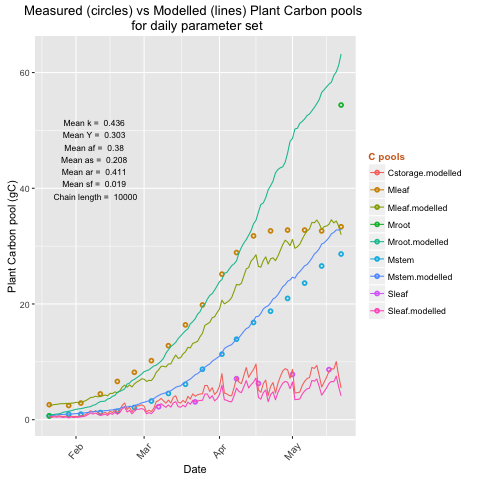 Measured (circles) vs Modelled (lines) Plant Carbon pools
for daily parameter set
60
40
20
0
Plant Carbon pool (gC)
Mean k = 0.436
Mean Y = 0.303
Mean af = 0.38
Mean as = 0.208
Mean ar = 0.411
Mean sf = 0.019
Chain length = 10000
Feb
Mar
Apr
May
Date
C pools
Cstorage.modelled
Mleaf
Mleaf.modelled
Mroot
Mroot.modelled
Mstem
Mstem.modelled
Sleaf
Sleaf.modelled